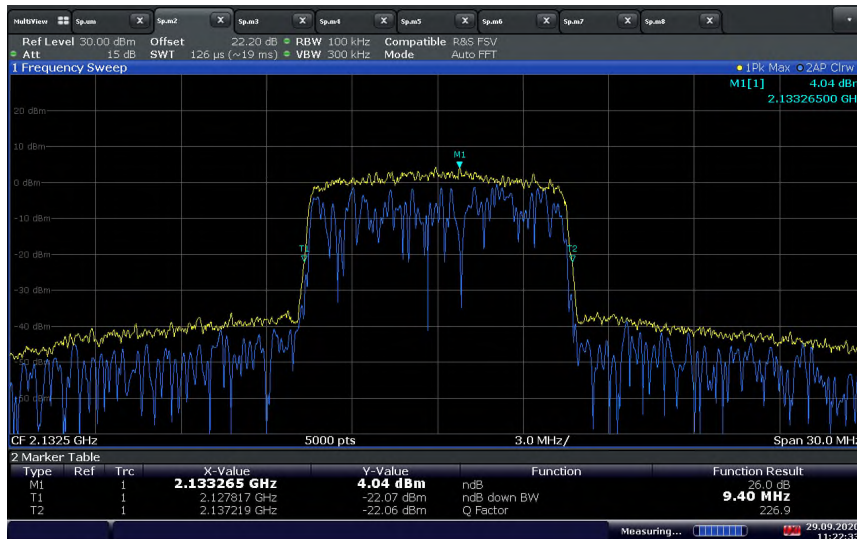 MultiView Sp.um X Sp.m2 X Sp.m3 X Sp.m4 X Sp.m5 X Sp.m6 X Sp.m7 X Sp.m8 X
Ref Level 30.00 dBm Offset 22.20 dB RBW 100 kHz Compatible R&S FSV
Att 15 dB SWT 126 µs (~19 ms) VBW 300 kHz Mode Auto FFT
1 Frequency Sweep 1Pk Max 2AP Clrw
M1[1] 4.04 dBm
2.13326500 GH
20 dBm
10 dBm
M1
0 dBm
-10 dBm
T1 T2
-20 dBm
-30 dBm
-40 dBm
-50 dBm
CF 2.1325 GHz 5000 pts 3.0 MHz/ Span 30.0 MHz
2 Marker Table
Type Ref Trc X-Value Y-Value Function Function Result
M1 1 2.133265 GHz 4.04 dBm ndB 26.0 dB
T1 1 2.127817 GHz -22.07 dBm ndB down BW 9.40 MHz
T2 1 2.137219 GHz -22.06 dBm Q Factor 226.9
Measuring... 29.09.2020
11:22:33